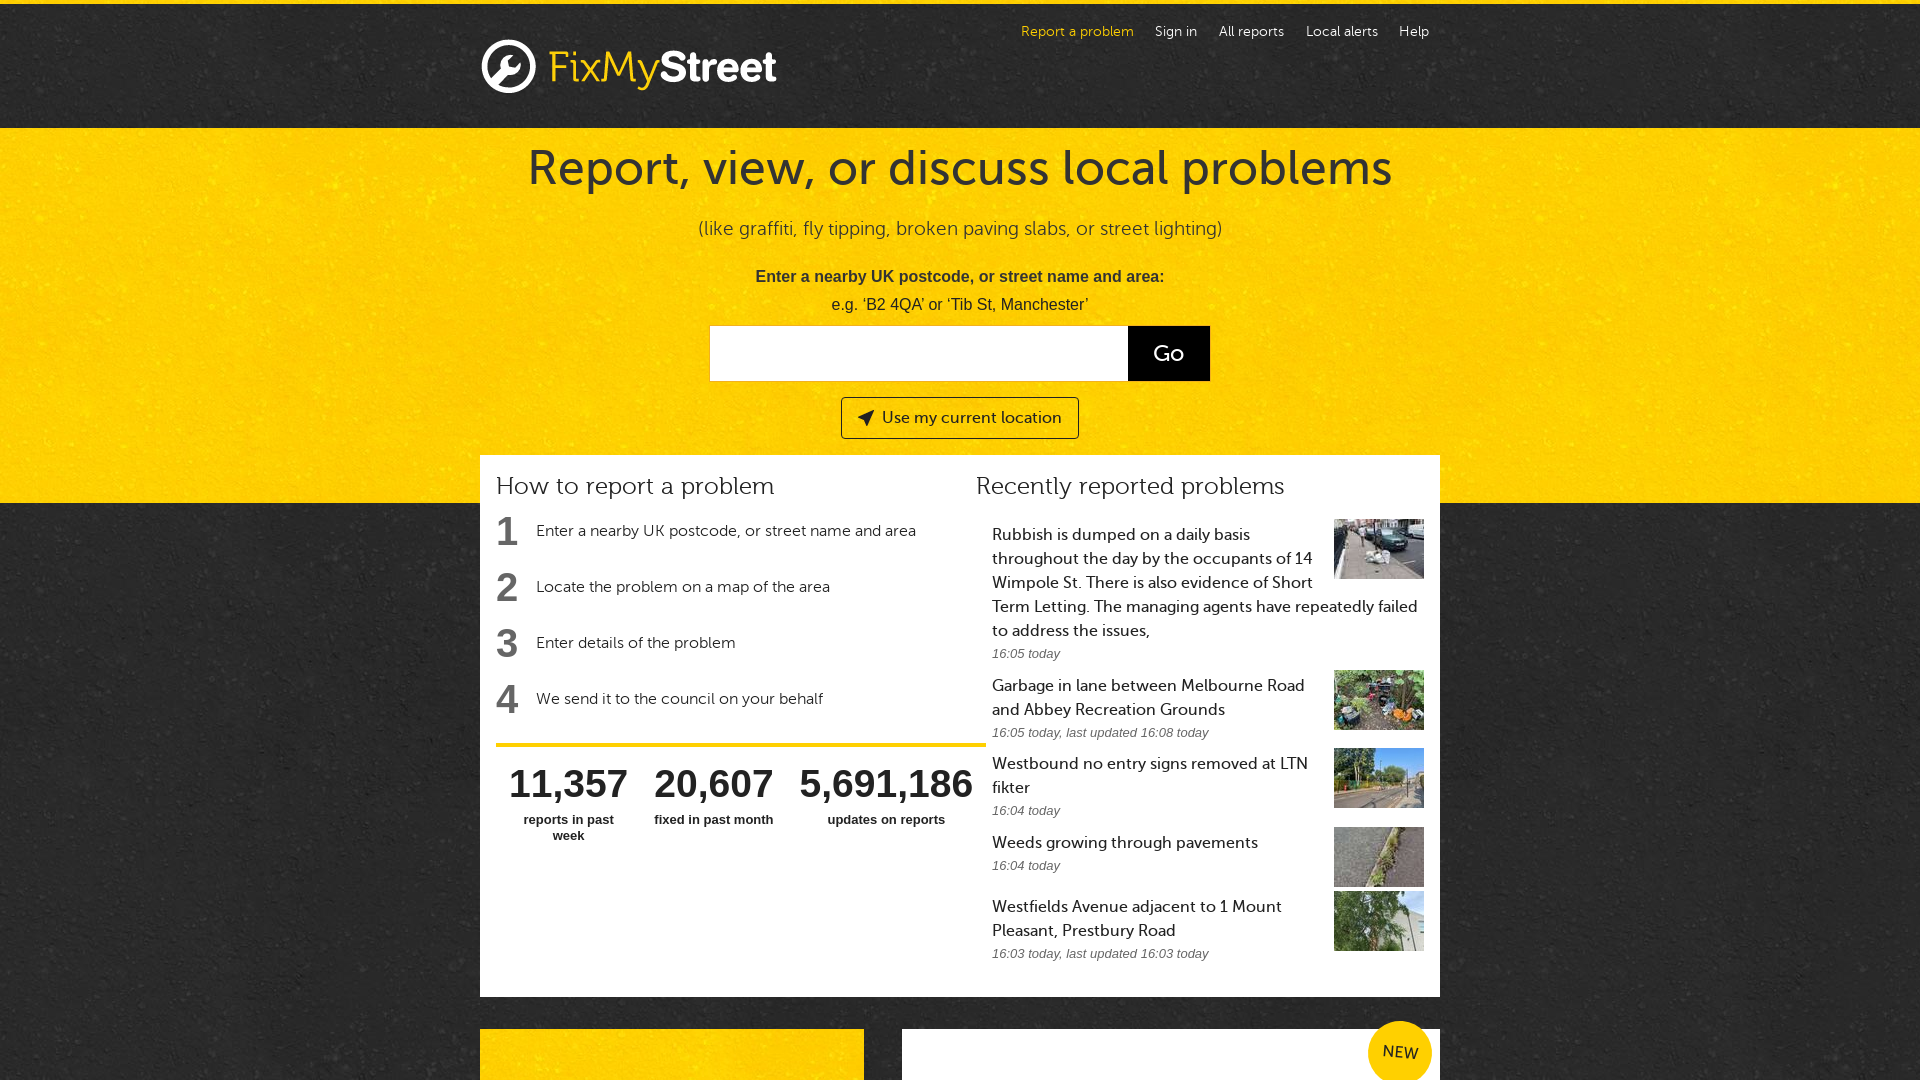 Report a problem
Sign in
All reports
Local alerts
Help
FixMyStreet
Report, view, or discuss local problems
(like graffiti, fly tipping, broken paving slabs, or street lighting)
Enter a nearby UK postcode, or street name and area:
e.g. ‘B2 4QA’ or ‘Tib St, Manchester’
Go
Use my current location
How to report a problem
1 Enter a nearby UK postcode, or street name and area
2 Locate the problem on a map of the area
3 Enter details of the problem
4 We send it to the council on your behalf
11,357
reports in past
week
20,607
fixed in past month
5,691,186
updates on reports
Recently reported problems
Rubbish is dumped on a daily basis
throughout the day by the occupants of 14
Wimpole St. There is also evidence of Short
Term Letting. The managing agents have repeatedly failed
to address the issues,
16:05 today
Garbage in lane between Melbourne Road
and Abbey Recreation Grounds
16:05 today, last updated 16:08 today
Westbound no entry signs removed at LTN
fikter
16:04 today
Weeds growing through pavements
16:04 today
Westfields Avenue adjacent to 1 Mount
Pleasant, Prestbury Road
16:03 today, last updated 16:03 today
NEW